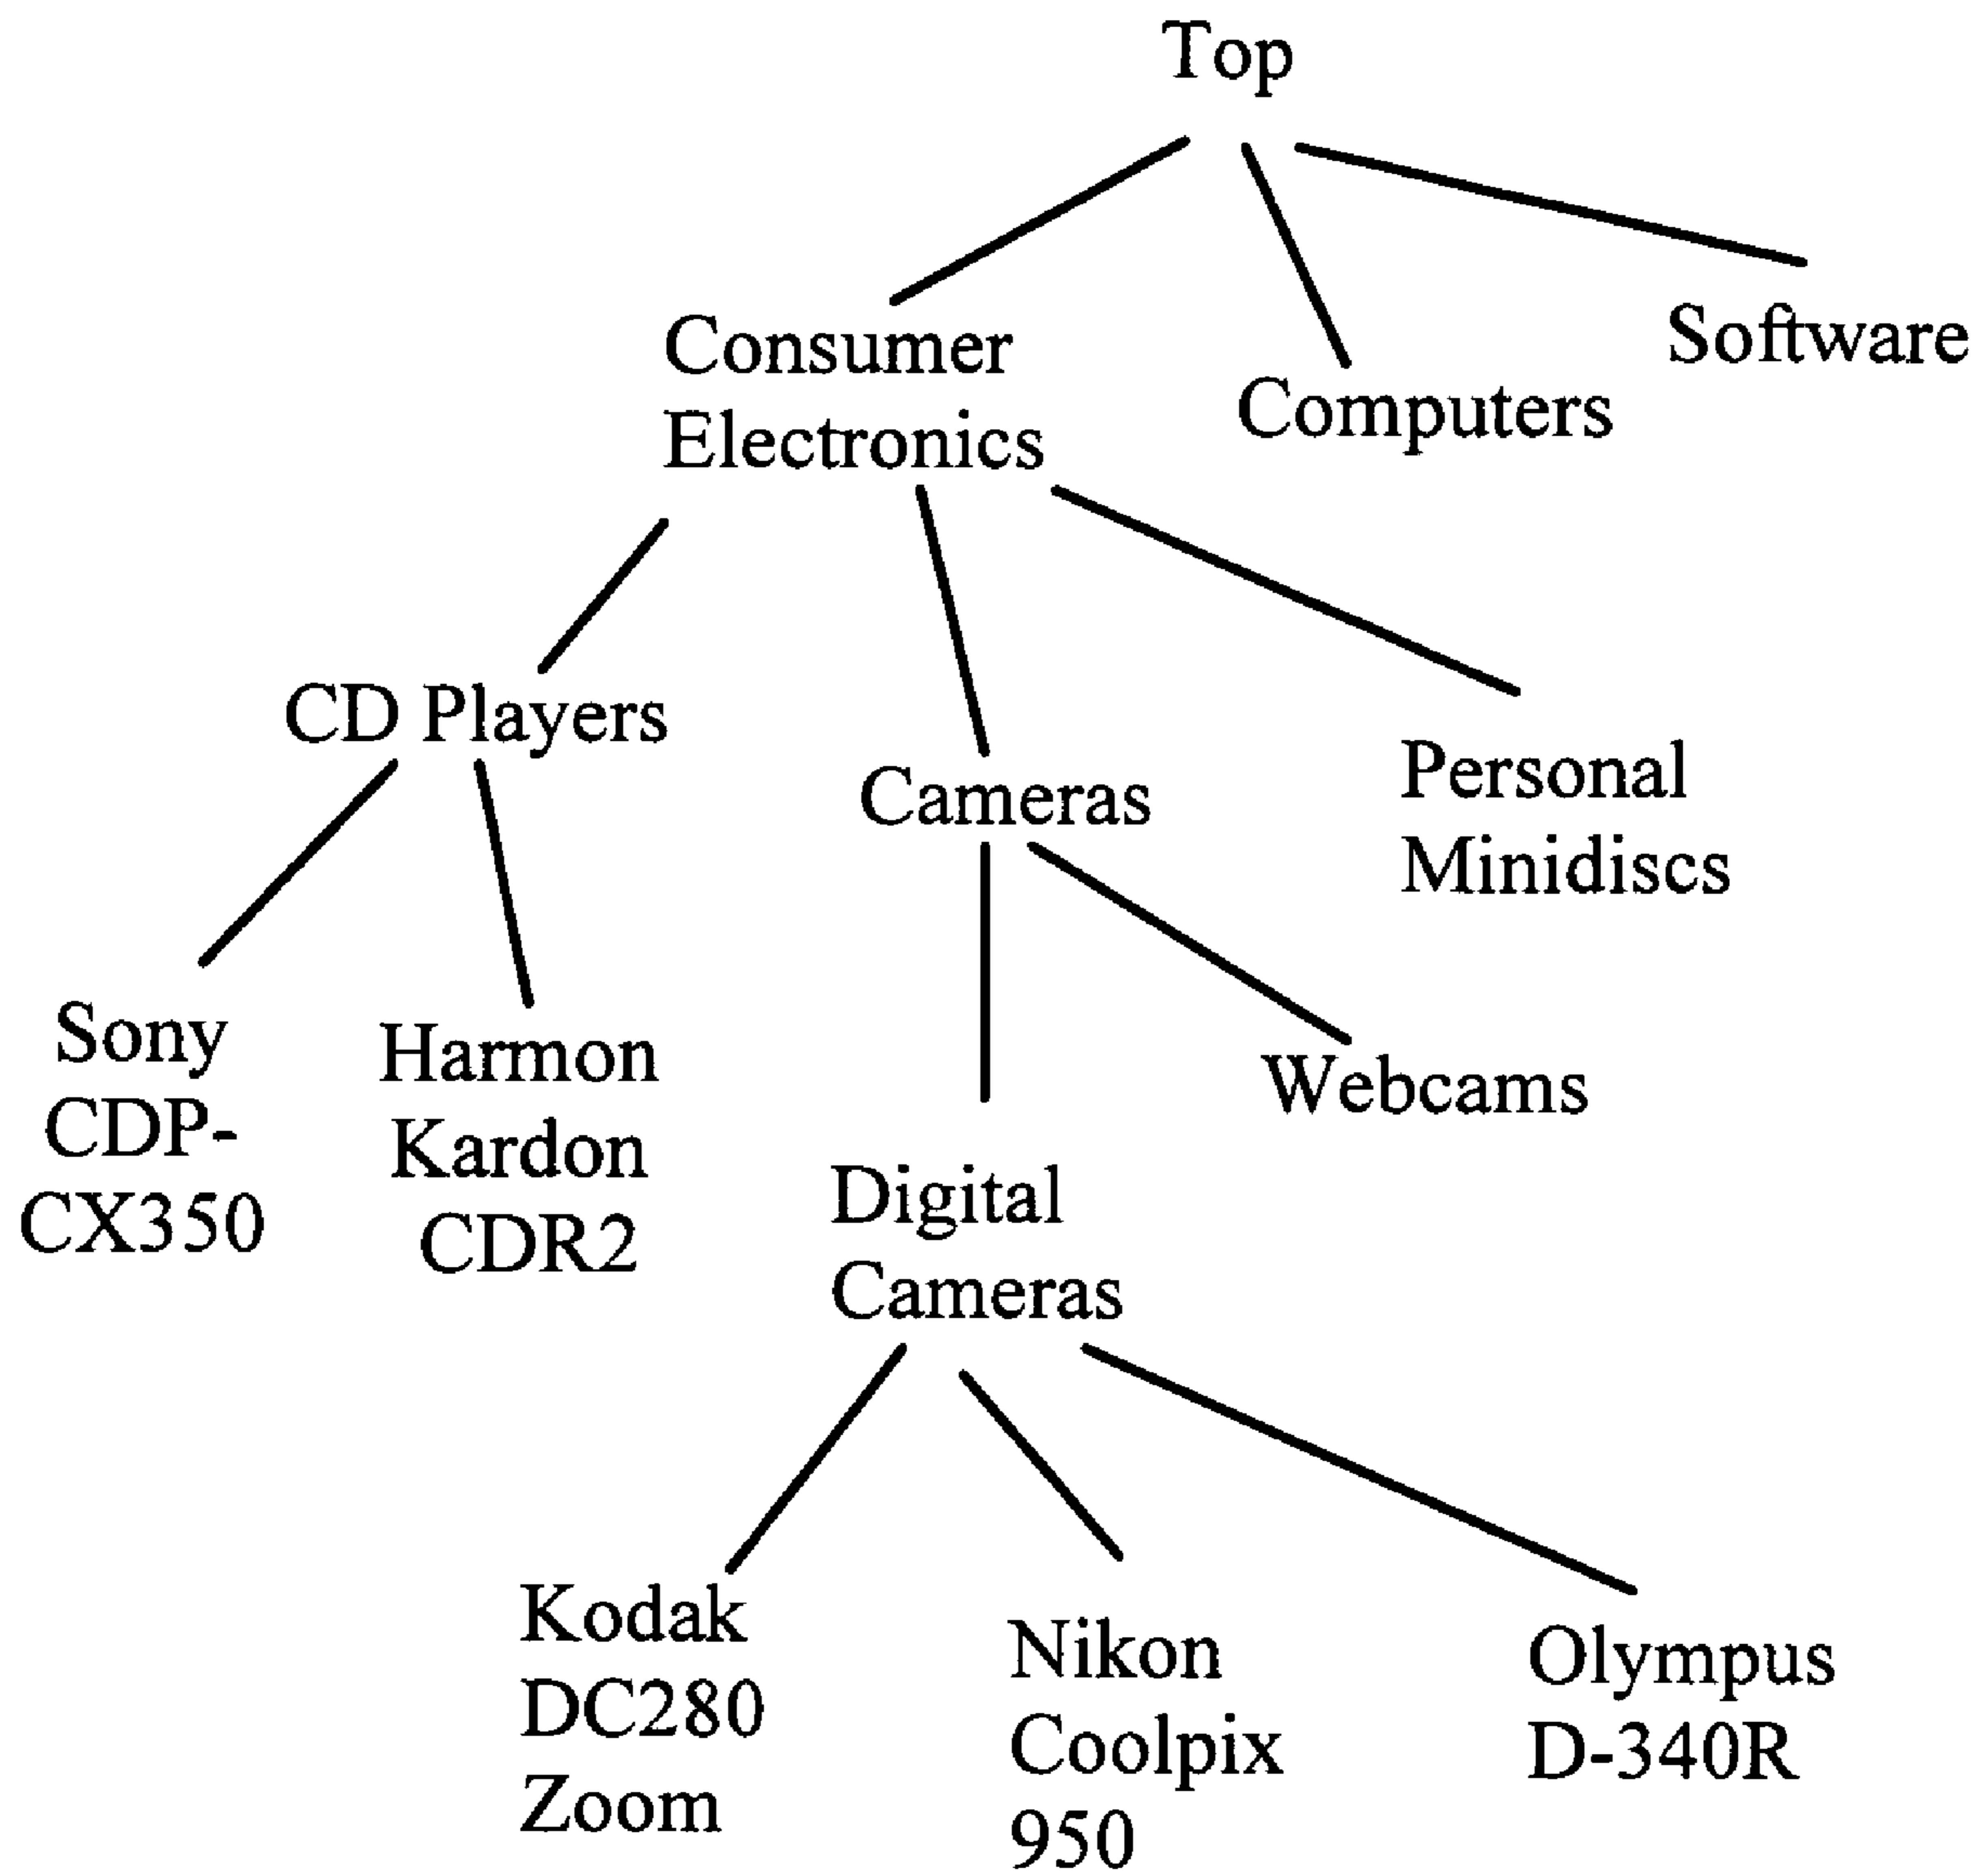 Top
Consumer
Electronics
Computers
Software
CD Players
Cameras
Personal
Minidiscs
Sony
CDP-
CX350
Harmon
Kardon
CDR2
Digital
Cameras
Webcams
Kodak
DC280
Zoom
Nikon
Coolpix
950
Olympus
D-340R